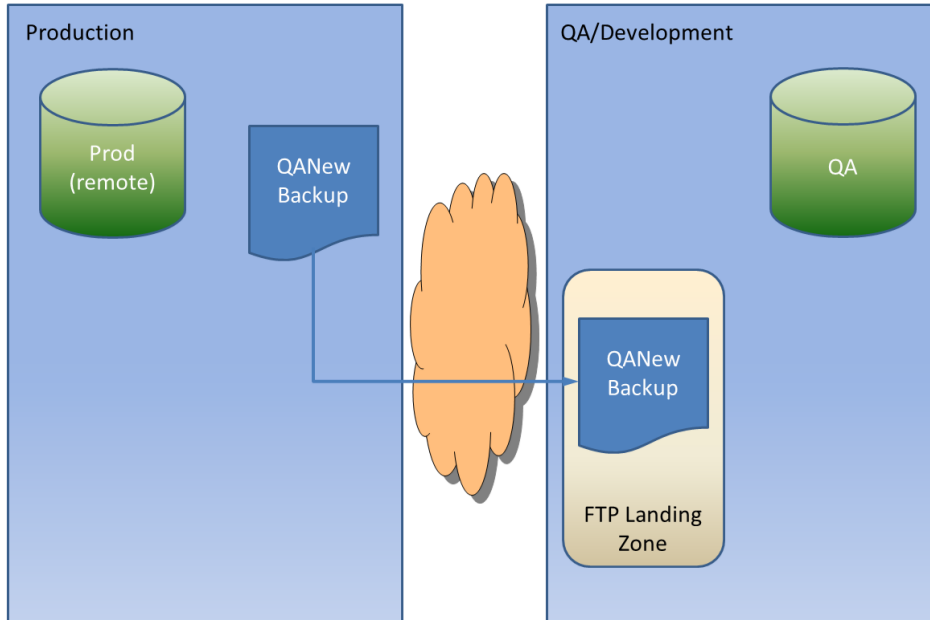 Production
Prod
(remote)
QANew
Backup
QA/Development
QA
QANew
Backup
FTP Landing
Zone